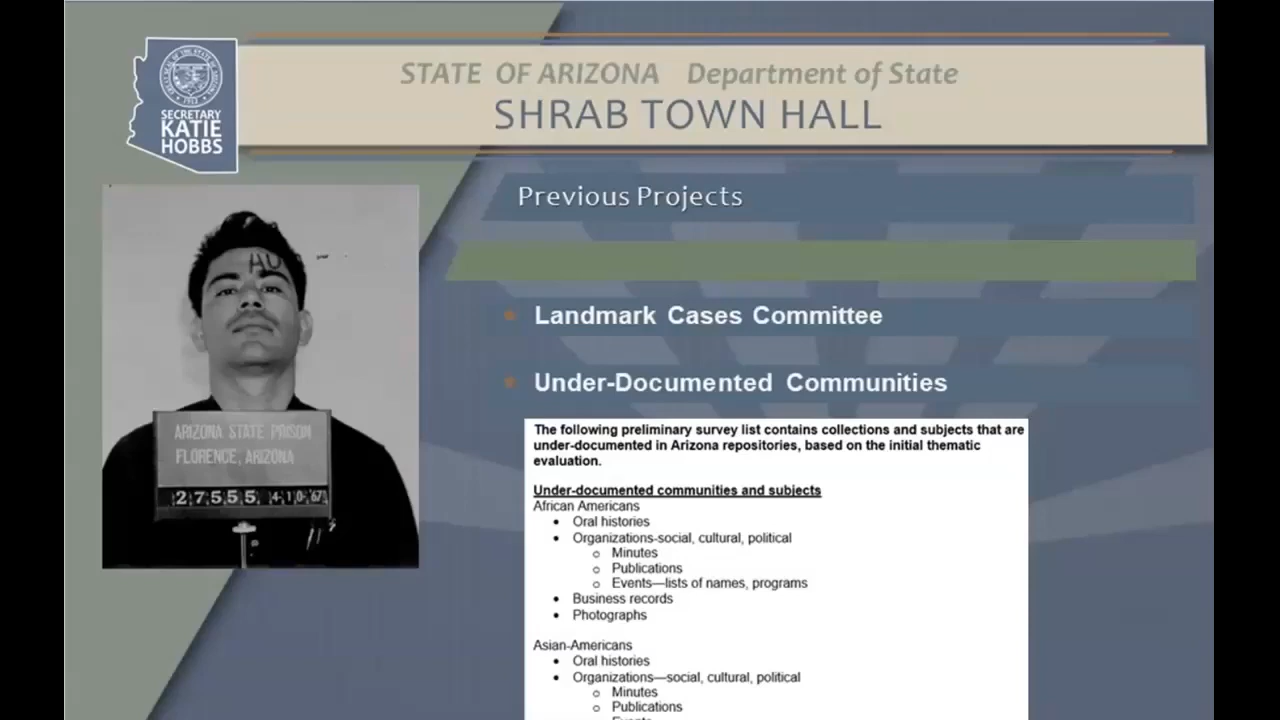 STATE OF ARIZONA Department of State
SHRAB TOWN HALL
SECRETARY
KATIE
HOBBS
Previous Projects
AU
ARIZONA STATE PRISON
FLORENCE, ARIZONA
27555 4-10-'67
Landmark Cases Committee
Under-Documented Communities
The following preliminary survey list contains collections and subjects that are
under-documented in Arizona repositories, based on the initial thematic
evaluation.
Under-documented communities and subjects
African Americans
• Oral histories
• Organizations-social, cultural, political
o Minutes
o Publications
o Events—lists of names, programs
• Business records
• Photographs
Asian-Americans
• Oral histories
• Organizations—social, cultural, political
o Minutes
o Publications